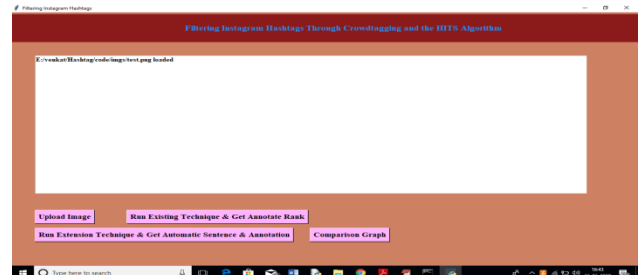 Filtering Instagram Hashtags
Filtering Instagram Hashtags Through Crowdtagging and the HITS Algorithm
E:/venkat/Hashtag/code/imgs/test.png loaded
Upload Image
Run Existing Technique & Get Annotate Rank
Run Extension Technique & Get Automatic Sentence & Annotation
Comparison Graph
Type here to search